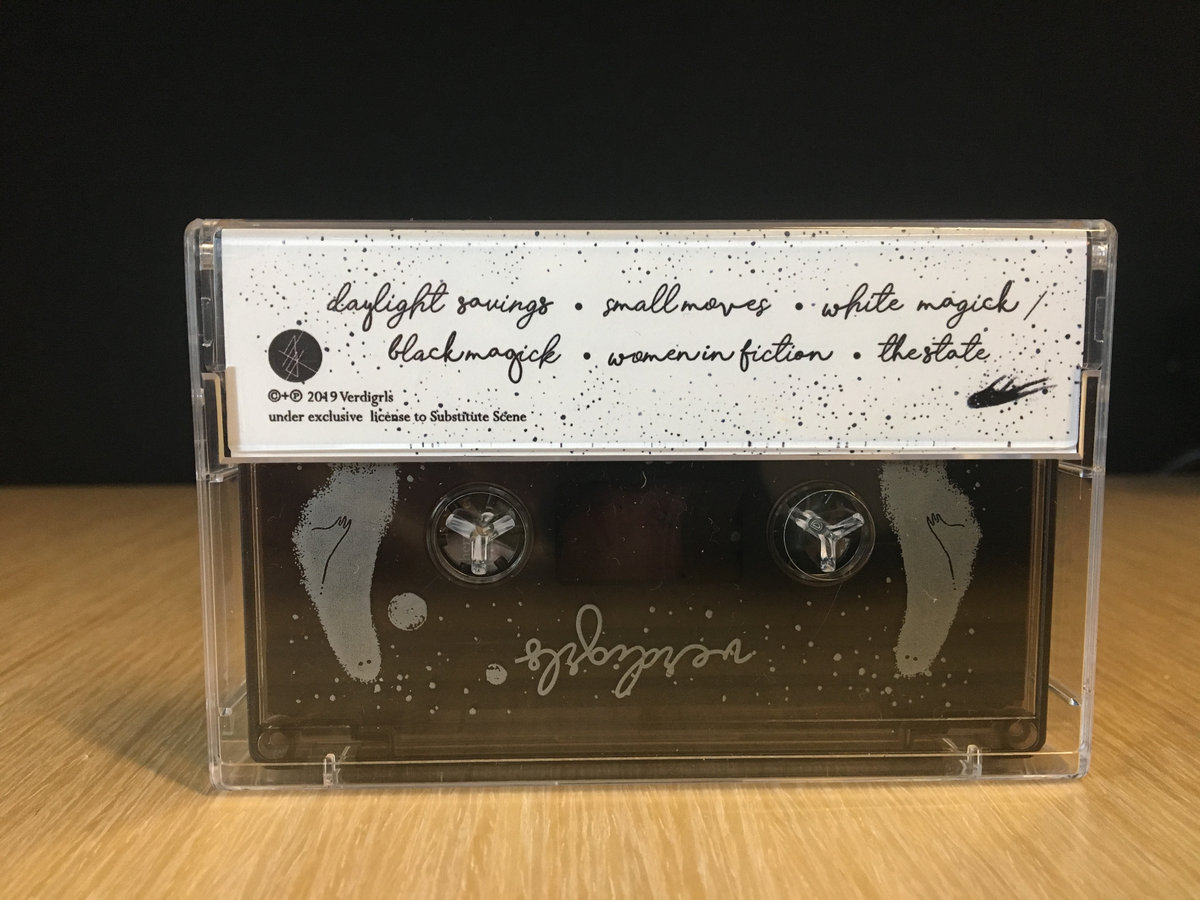 daylight savings • small moves • white magick /
black magick • women in fiction • the state
©+℗ 2019 Verdigrls
under exclusive license to Substitute Scene
verdigrls